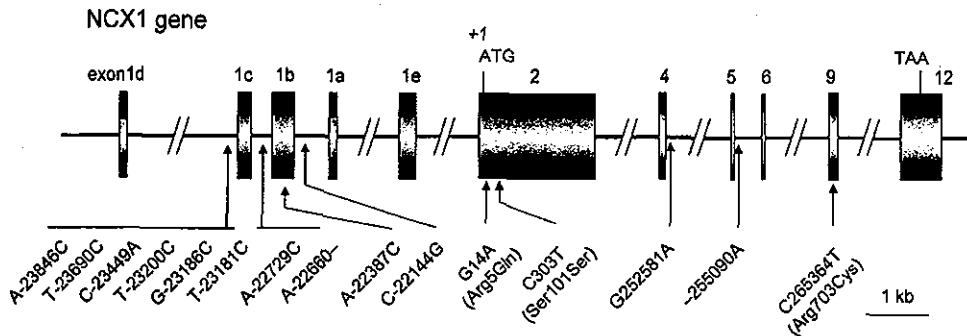 NCX1 gene
+1
ATG
TAA
exon1d
1c
1b
1a
1e
2
4
5
6
9
12
A-23846C
T-23690C
C-23449A
T-23200C
G-23186C
T-23181C
A-22729C
A-22660–
A-22387C
C-22144G
G14A
(Arg5Gln)
C303T
(Ser101Ser)
G252581A
–255090A
C265364T
(Arg703Cys)
1 kb